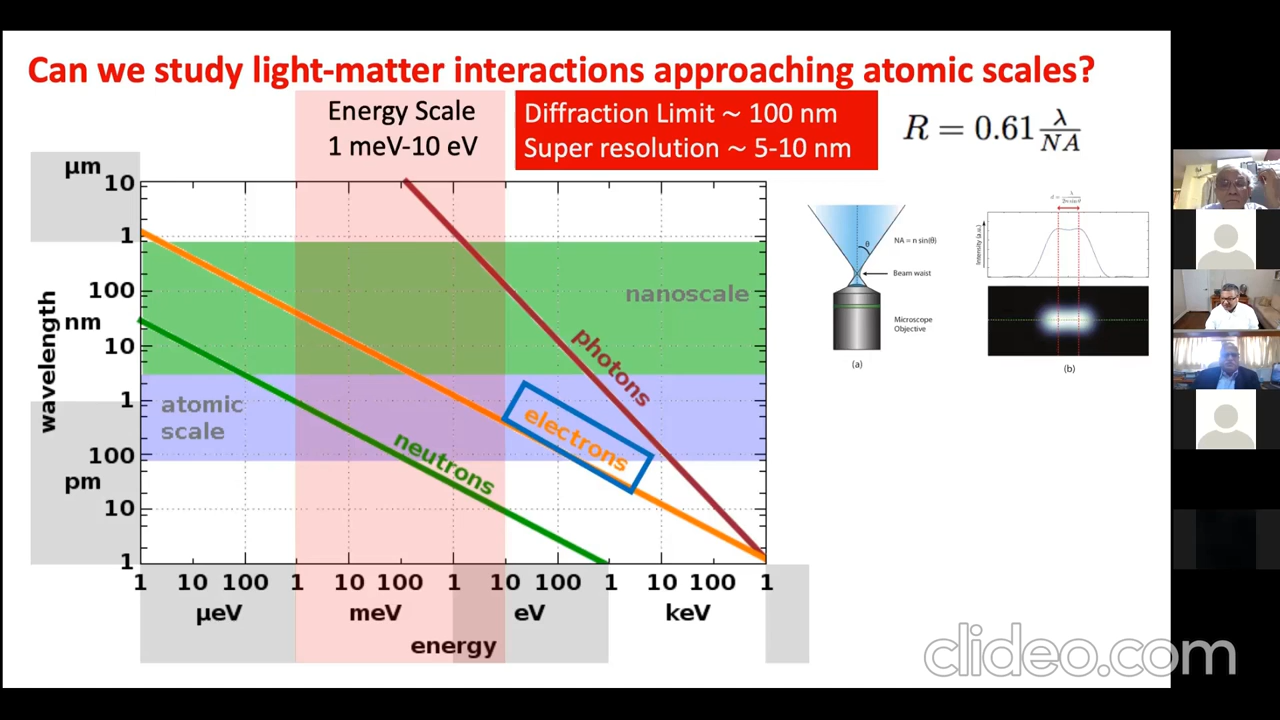 Can we study light-matter interactions approaching atomic scales?
Energy Scale
1 meV-10 eV
Diffraction Limit ~ 100 nm
Super resolution ~ 5-10 nm
R = 0.61 λ/NA
μm
10
1
100
nm
10
1
100
pm
10
1
wavelength
nanoscale
atomic
scale
photons
electrons
neutrons
1 10 100 1 10 100 1 10 100 1 10 100 1
μeV meV eV keV
energy
NA = n sin(θ)
θ
Beam waist
Microscope
Objective
(a)
d = λ/2n sin θ
Intensity (a.u.)
(b)
clideo.com